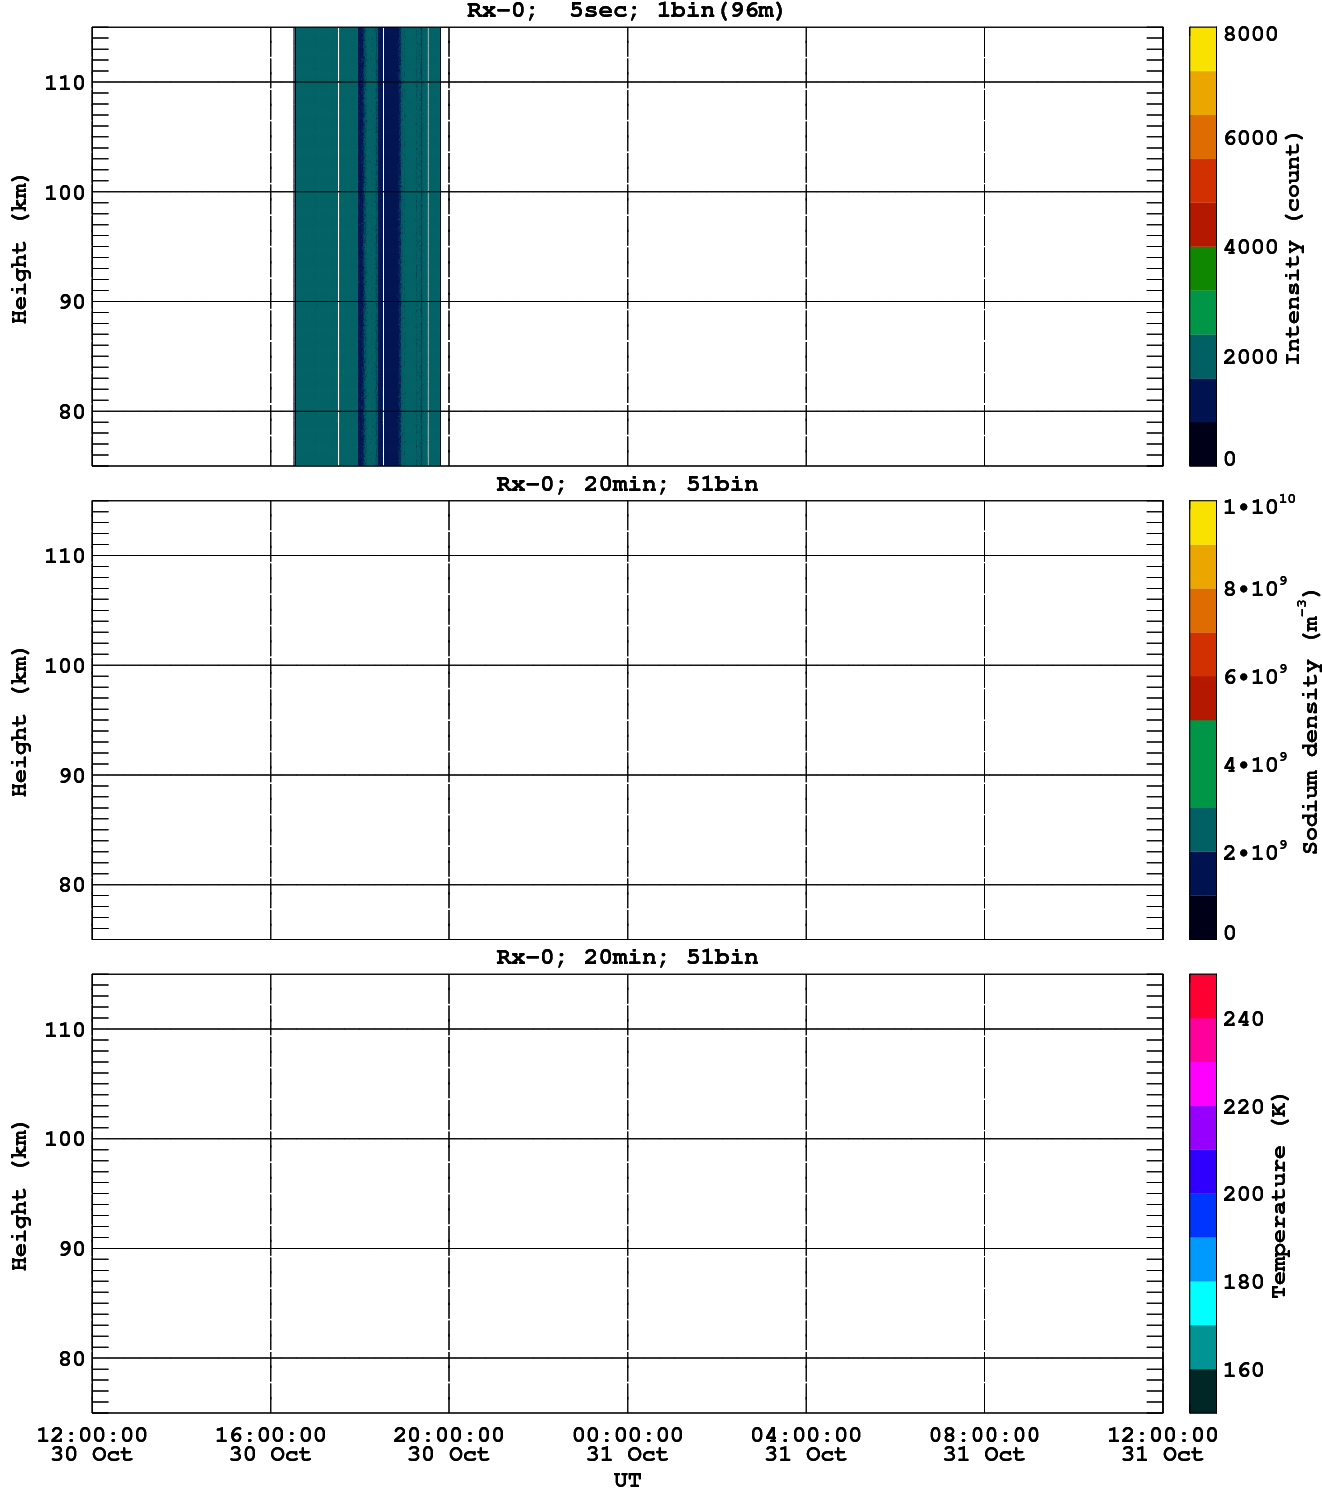 Rx-0;  5sec; 1bin(96m)
110
100
90
80
Height (km)
8000
6000
4000
2000
0
Intensity (count)
Rx-0; 20min; 51bin
110
100
90
80
Height (km)
1•10¹⁰
8•10⁹
6•10⁹
4•10⁹
2•10⁹
0
Sodium density (m⁻³)
Rx-0; 20min; 51bin
110
100
90
80
Height (km)
240
220
200
180
160
Temperature (K)
12:00:00 16:00:00 20:00:00 00:00:00 04:00:00 08:00:00 12:00:00
30 Oct 30 Oct 30 Oct 31 Oct 31 Oct 31 Oct 31 Oct
UT